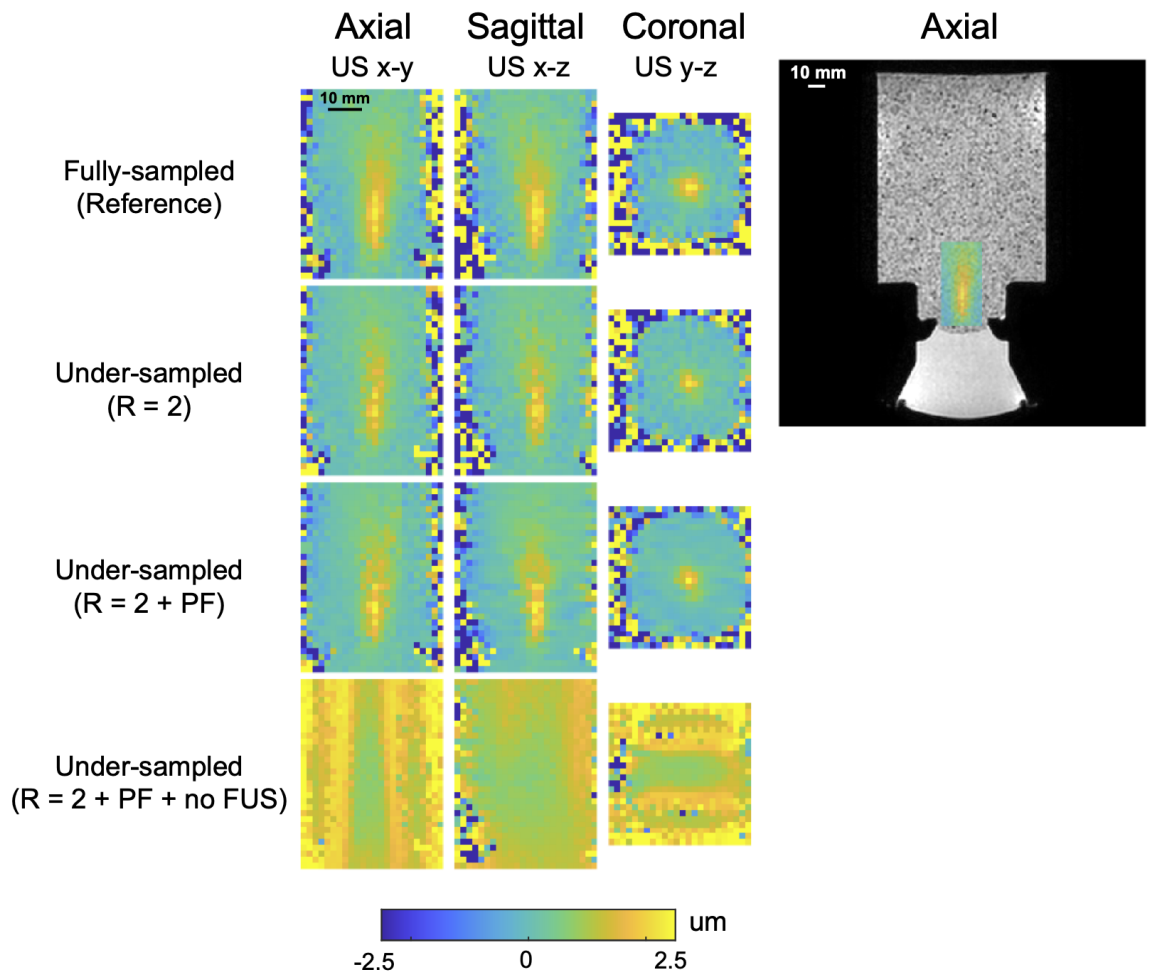 Axial
Sagittal
Coronal
Axial
US x-y
US x-z
US y-z
10 mm
10 mm
Fully-sampled
(Reference)
Under-sampled
(R = 2)
Under-sampled
(R = 2 + PF)
Under-sampled
(R = 2 + PF + no FUS)
um
-2.5
0
2.5